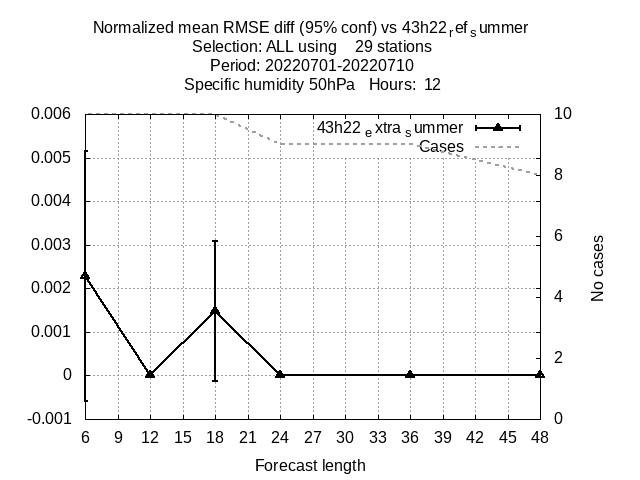 Normalized mean RMSE diff (95% conf) vs 43h22refsummer
Selection: ALL using    29 stations
Period: 20220701-20220710
Specific humidity 50hPa   Hours: 12
43h22extrasummer
Cases
0.006
0.005
0.004
0.003
0.002
0.001
0
-0.001
10
8
6
4
2
0
No cases
6 9 12 15 18 21 24 27 30 33 36 39 42 45 48
Forecast length